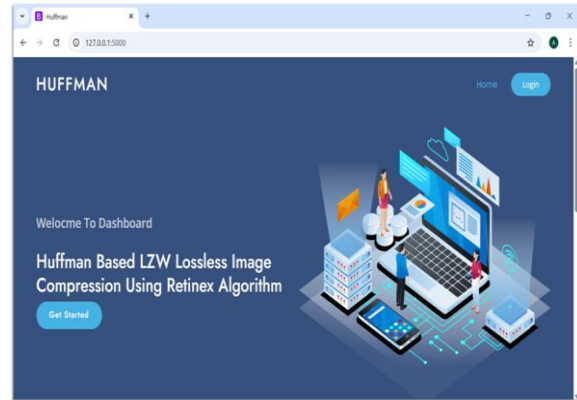 Huffman
127.0.0.1:5000
HUFFMAN
Home
Login
Welocme To Dashboard
Huffman Based LZW Lossless Image
Compression Using Retinex Algorithm
Get Started